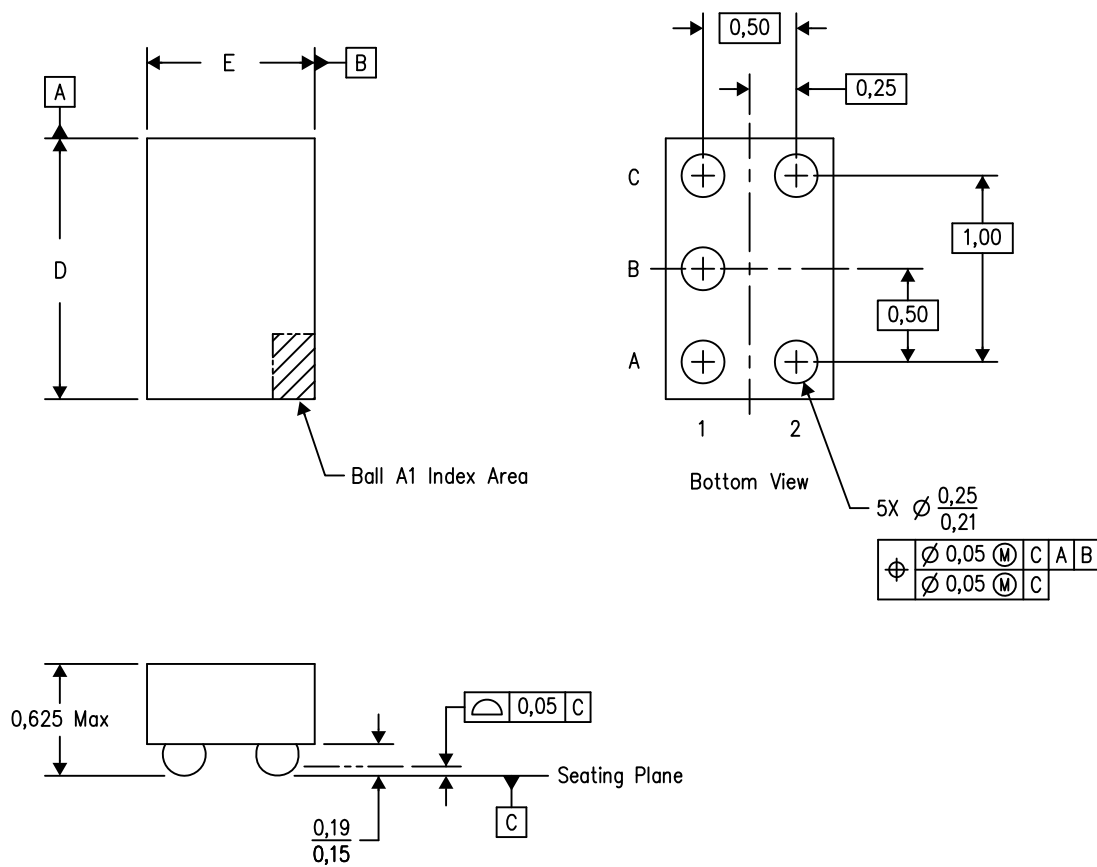 0,50
E
B
A
0,25
C
1,00
D
B
0,50
A
1 2
Ball A1 Index Area
Bottom View
5X Ø 0,25
0,21
Ø 0,05 Ⓜ C A B
Ø 0,05 Ⓜ C
0,05 C
0,625 Max
Seating Plane
C
0,19
0,15